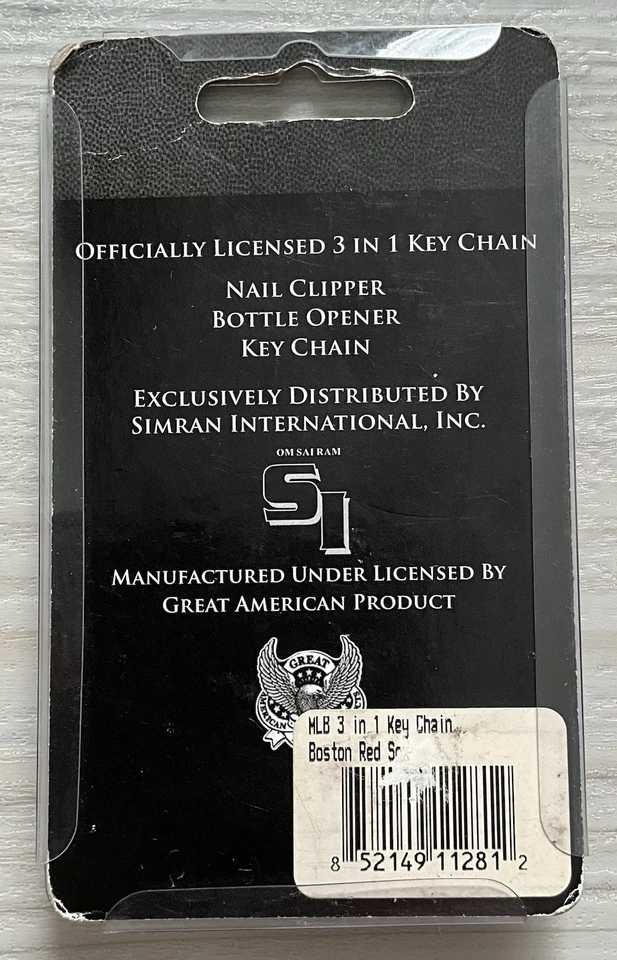 OFFICIALLY LICENSED 3 IN 1 KEY CHAIN
NAIL CLIPPER
BOTTLE OPENER
KEY CHAIN
EXCLUSIVELY DISTRIBUTED BY
SIMRAN INTERNATIONAL, INC.
OM SAI RAM
SI
MANUFACTURED UNDER LICENSED BY
GREAT AMERICAN PRODUCT
GREAT
MLB 3 in 1 Key Chain
Boston Red
8 52149 11281 2